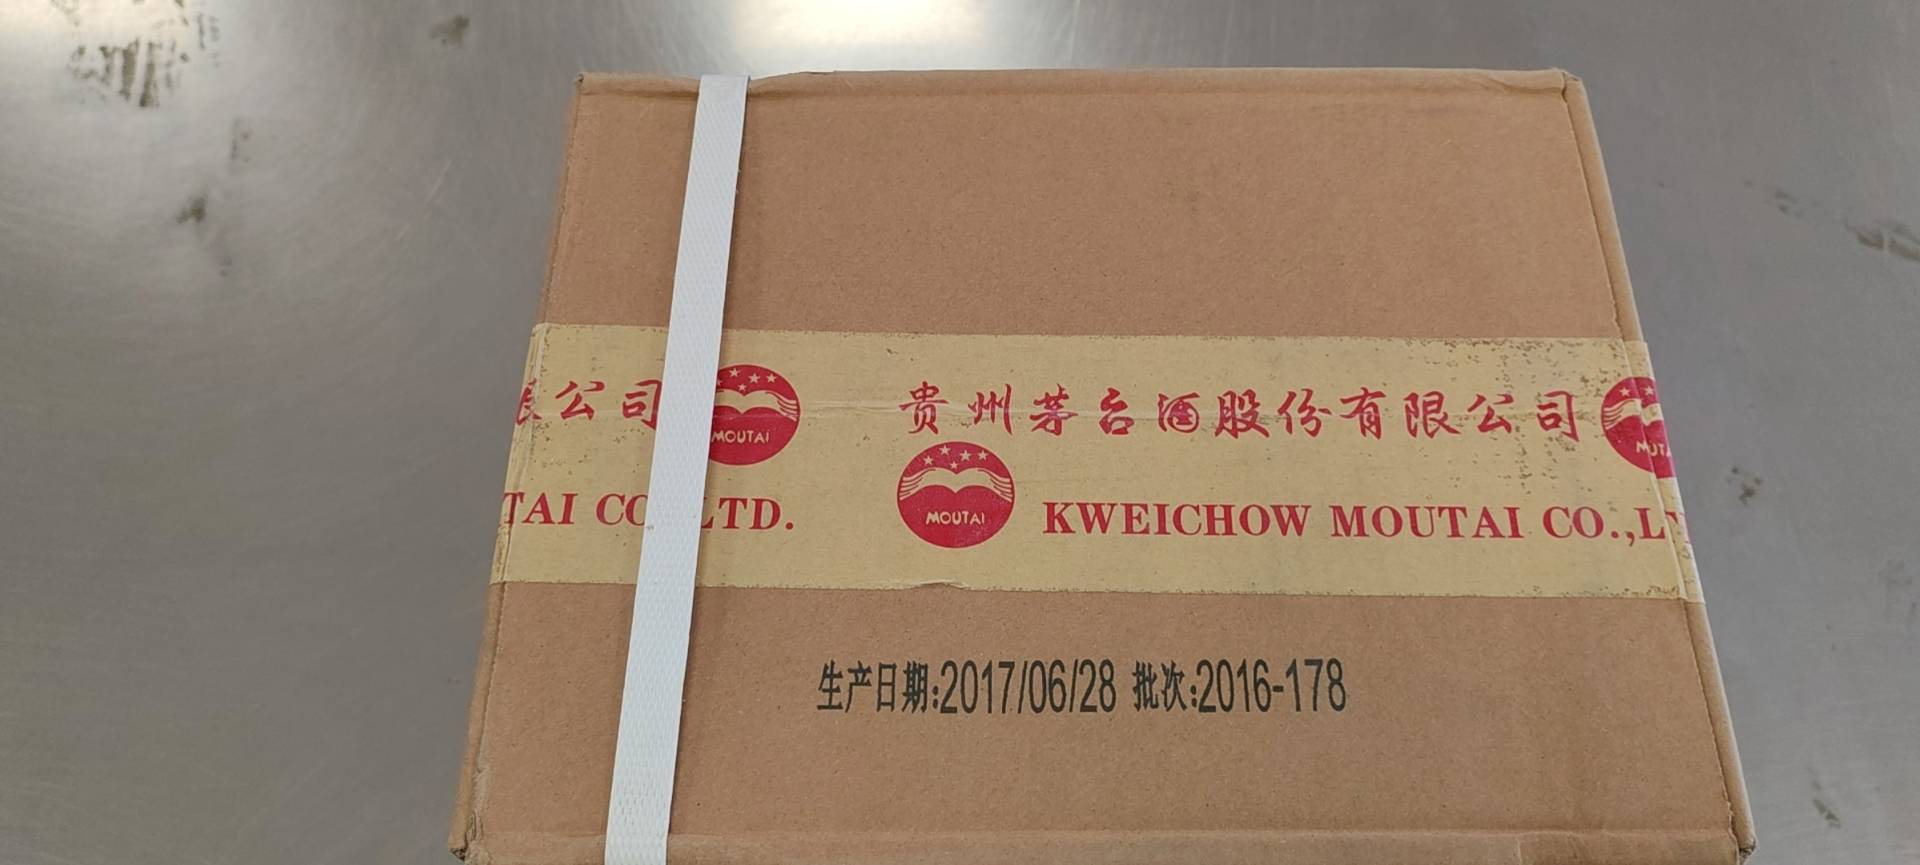 限公司 MOUTAI 贵州茅台酒股份有限公司 MOUTAI
TAI CO LTD. MOUTAI KWEICHOW MOUTAI CO.,L
生产日期:2017/06/28 批次:2016-178